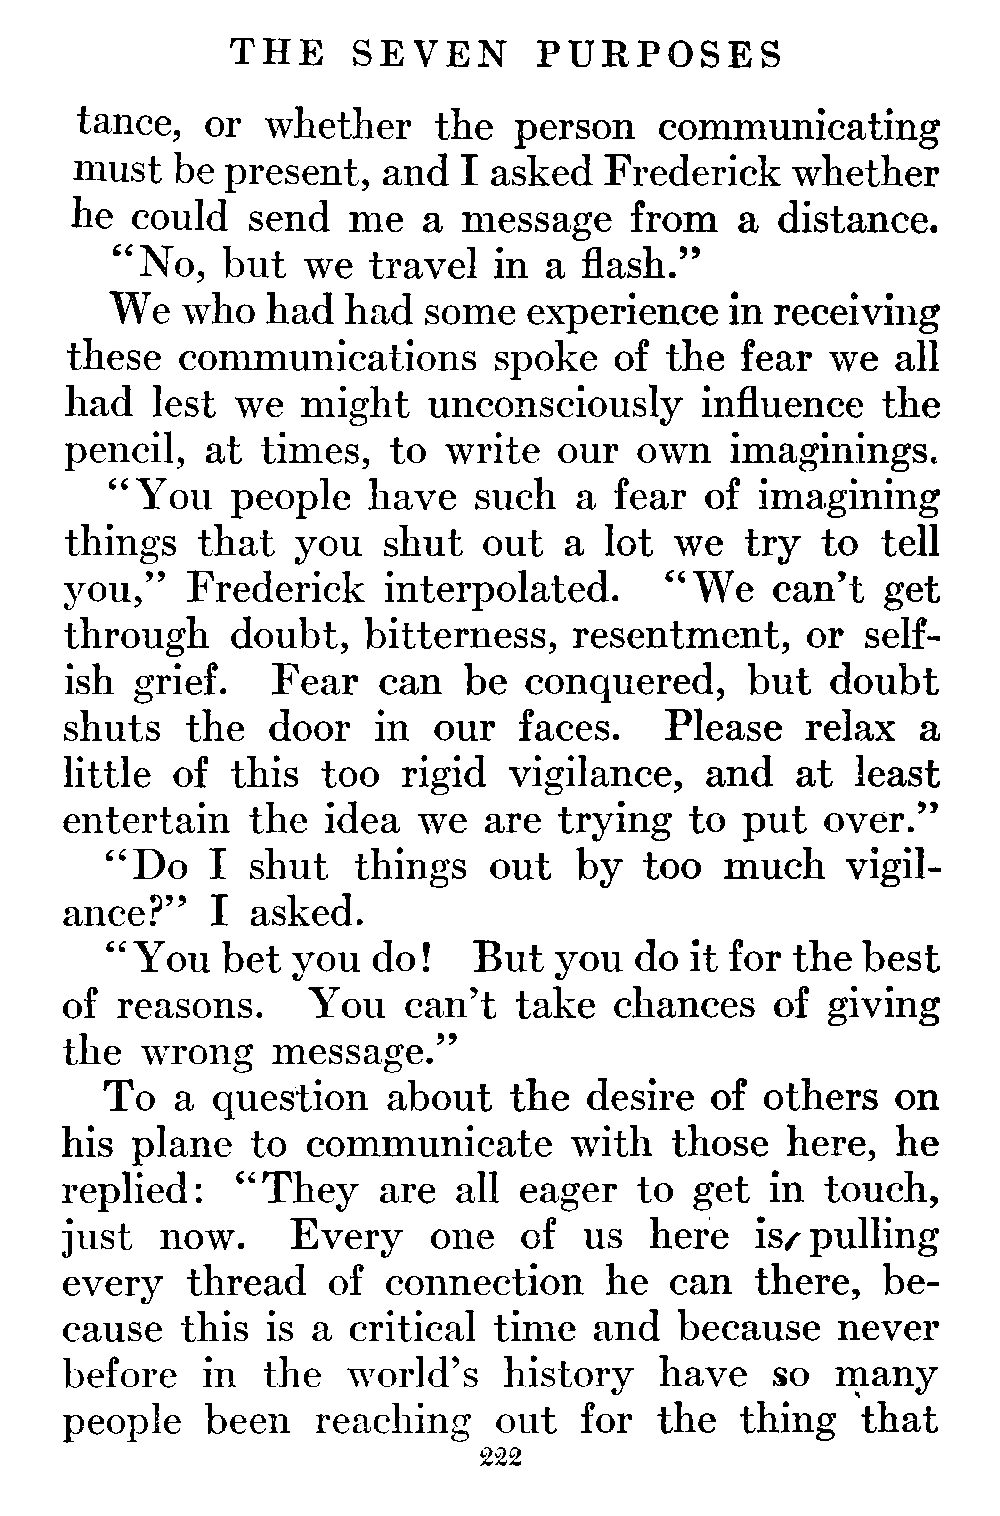 THE SEVEN PURPOSES
tance, or whether the person communicating
must be present, and I asked Frederick whether
he could send me a message from a distance.
"No, but we travel in a flash."
We who had had some experience in receiving
these communications spoke of the fear we all
had lest we might unconsciously influence the
pencil, at times, to write our own imaginings.
"You people have such a fear of imagining
things that you shut out a lot we try to tell
you," Frederick interpolated. "We can't get
through doubt, bitterness, resentment, or self-
ish grief. Fear can be conquered, but doubt
shuts the door in our faces. Please relax a
little of this too rigid vigilance, and at least
entertain the idea we are trying to put over."
"Do I shut things out by too much vigil-
ance?" I asked.
"You bet you do! But you do it for the best
of reasons. You can't take chances of giving
the wrong message."
To a question about the desire of others on
his plane to communicate with those here, he
replied: "They are all eager to get in touch,
just now. Every one of us here is pulling
every thread of connection he can there, be-
cause this is a critical time and because never
before in the world's history have so many
people been reaching out for the thing that
222